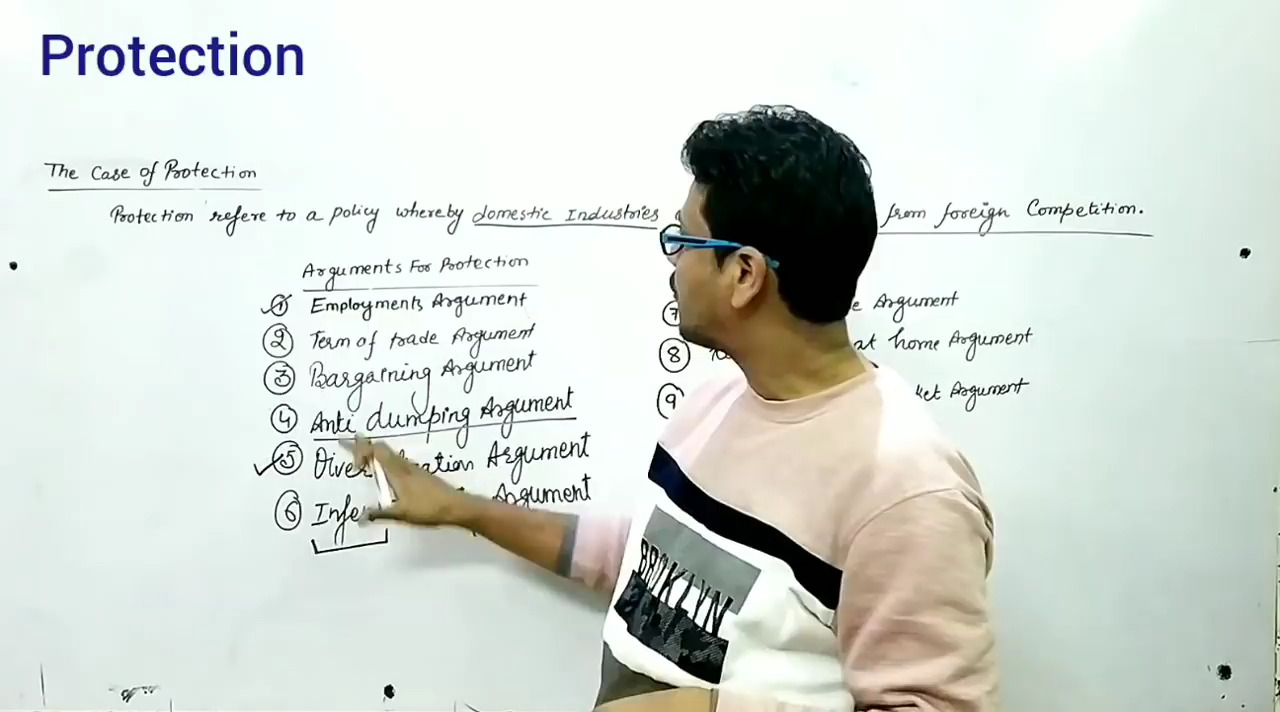 Protection
The Case of Protection
Protection refere to a policy whereby domestic Industries from foreign Competition.
Arguments For Protection
1 Employments Argument
2 Term of trade Argument
3 Bargaining Argument
4 Anti dumping Argument
5 Argument
6 Argument
7 Argument
8 at home Argument
9 Argument
BROOKLYN